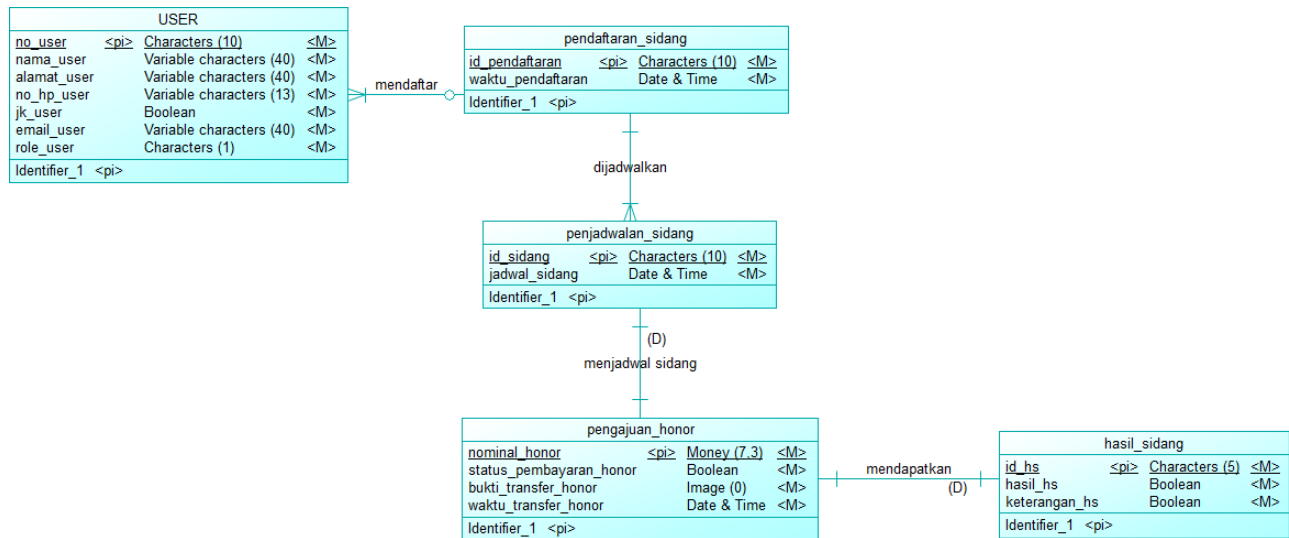 USER
no_user <pi> Characters (10) <M>
nama_user Variable characters (40) <M>
alamat_user Variable characters (40) <M>
no_hp_user Variable characters (13) <M>
jk_user Boolean <M>
email_user Variable characters (40) <M>
role_user Characters (1) <M>
Identifier_1 <pi>
mendaftar
pendaftaran_sidang
id_pendaftaran <pi> Characters (10) <M>
waktu_pendaftaran Date & Time <M>
Identifier_1 <pi>
dijadwalkan
penjadwalan_sidang
id_sidang <pi> Characters (10) <M>
jadwal_sidang Date & Time <M>
Identifier_1 <pi>
(D)
menjadwal sidang
pengajuan_honor
nominal_honor <pi> Money (7,3) <M>
status_pembayaran_honor Boolean <M>
bukti_transfer_honor Image (0) <M>
waktu_transfer_honor Date & Time <M>
Identifier_1 <pi>
mendapatkan
(D)
hasil_sidang
id_hs <pi> Characters (5) <M>
hasil_hs Boolean <M>
keterangan_hs Boolean <M>
Identifier_1 <pi>